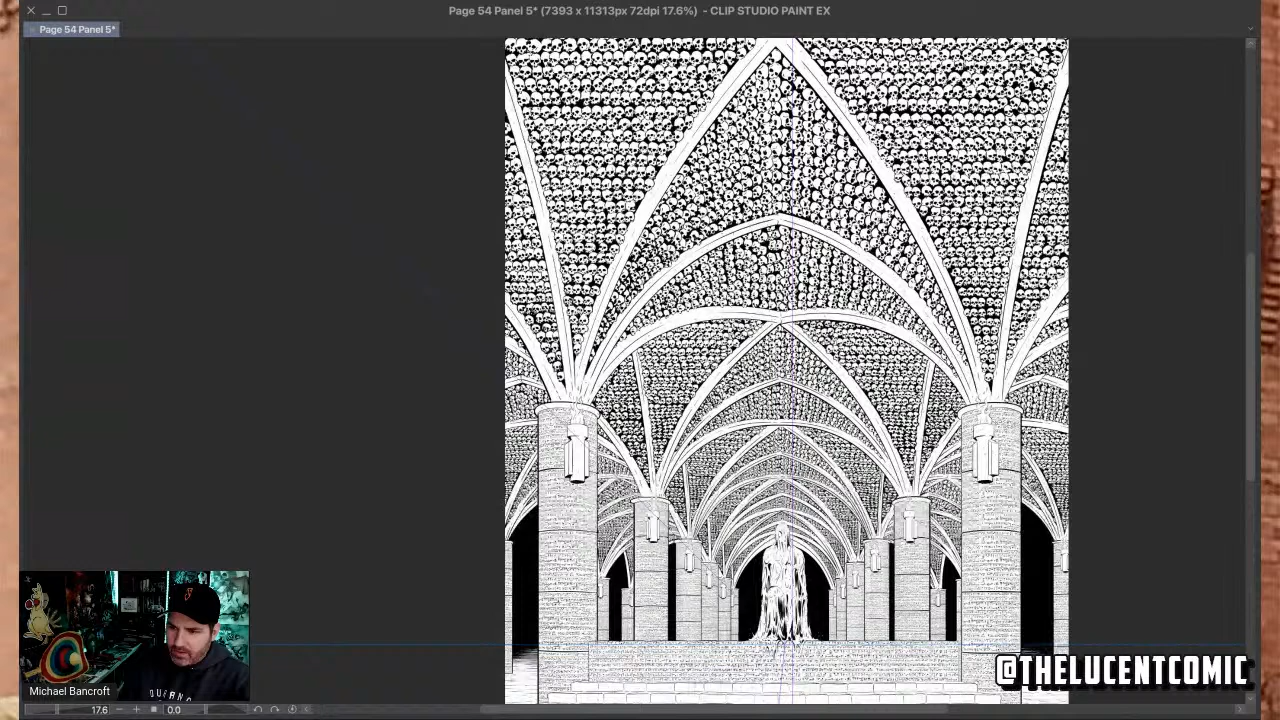 Page 54 Panel 5* (7393 x 11313px 72dpi 17.6%) - CLIP STUDIO PAINT EX
Page 54 Panel 5*
Michael Bancroft
@THELUCENTCOMIC
17.6
0.0